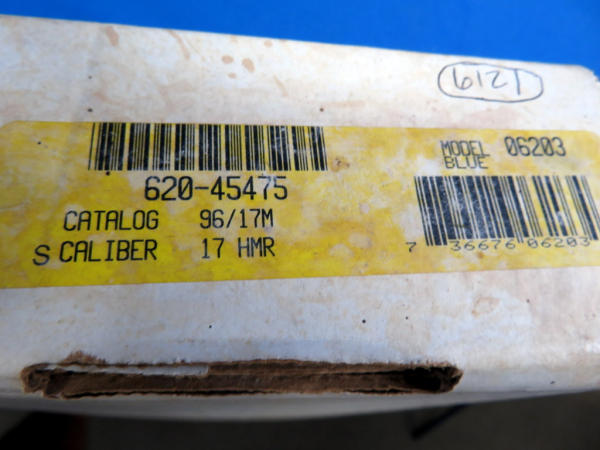 6121
620-45475
CATALOG 96/17M
S CALIBER 17 HMR
MODEL 06203
BLUE
7 36676 06203